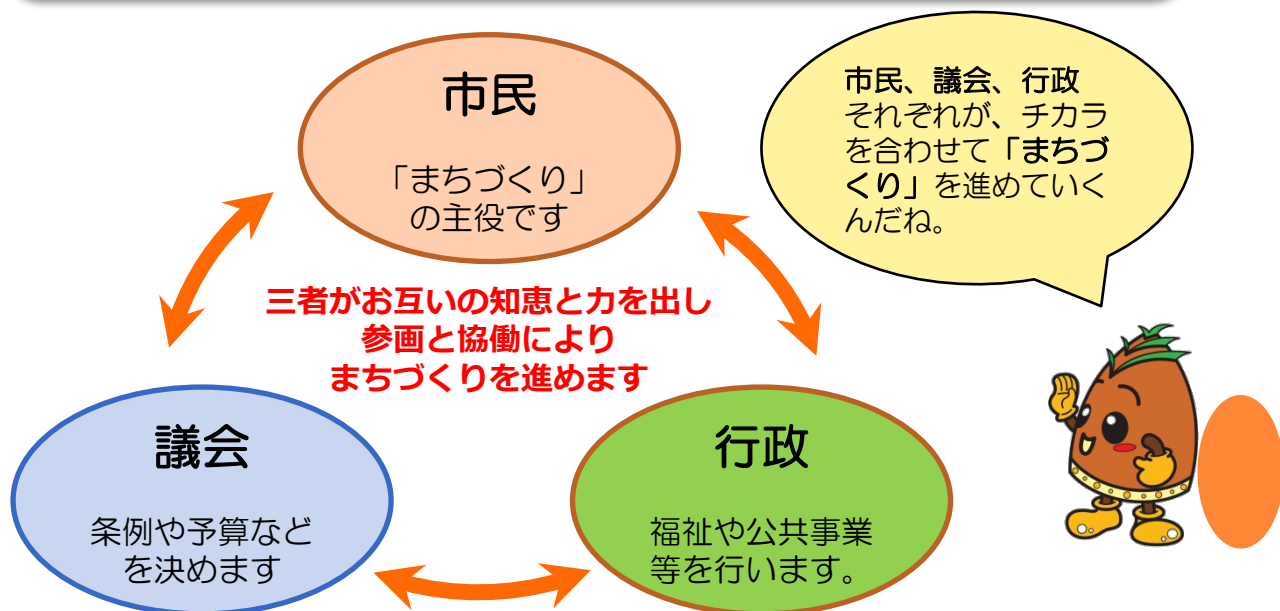 市民
「まちづくり」
の主役です
市民、議会、行政
それぞれが、チカラ
を合わせて「まちづ
くり」を進めていく
んだね。
三者がお互いの知恵と力を出し
参画と協働により
まちづくりを進めます
議会
条例や予算など
を決めます
行政
福祉や公共事業
等を行います。